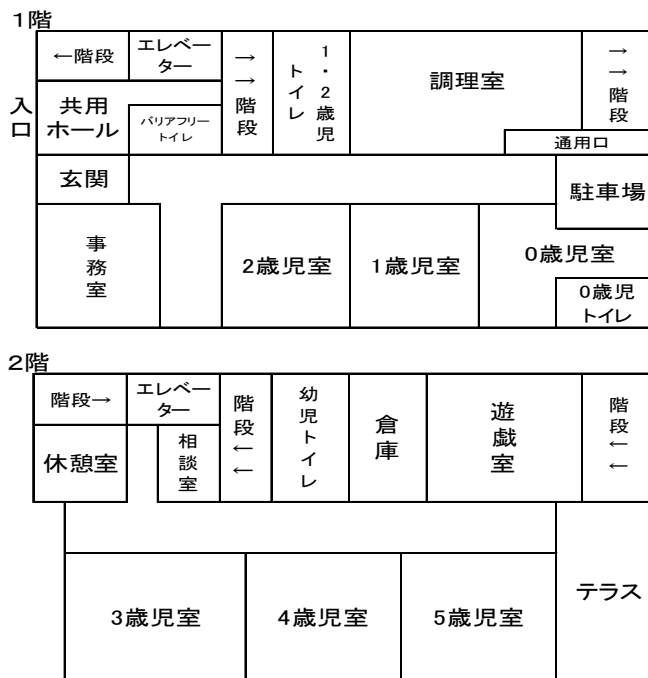 1階
←階段
エレベー
ター
→
→
階
段
トイレ
1・2歳児
調理室
→
→
階
段
入
口
共用
ホール
バリアフリー
トイレ
通用口
玄関
駐車場
事
務
室
2歳児室
1歳児室
0歳児室
0歳児
トイレ
2階
階段→
エレベー
ター
階
段
←
←
幼
児
ト
イ
レ
倉
庫
遊
戯
室
階
段
←
←
休憩室
相
談
室
3歳児室
4歳児室
5歳児室
テラス